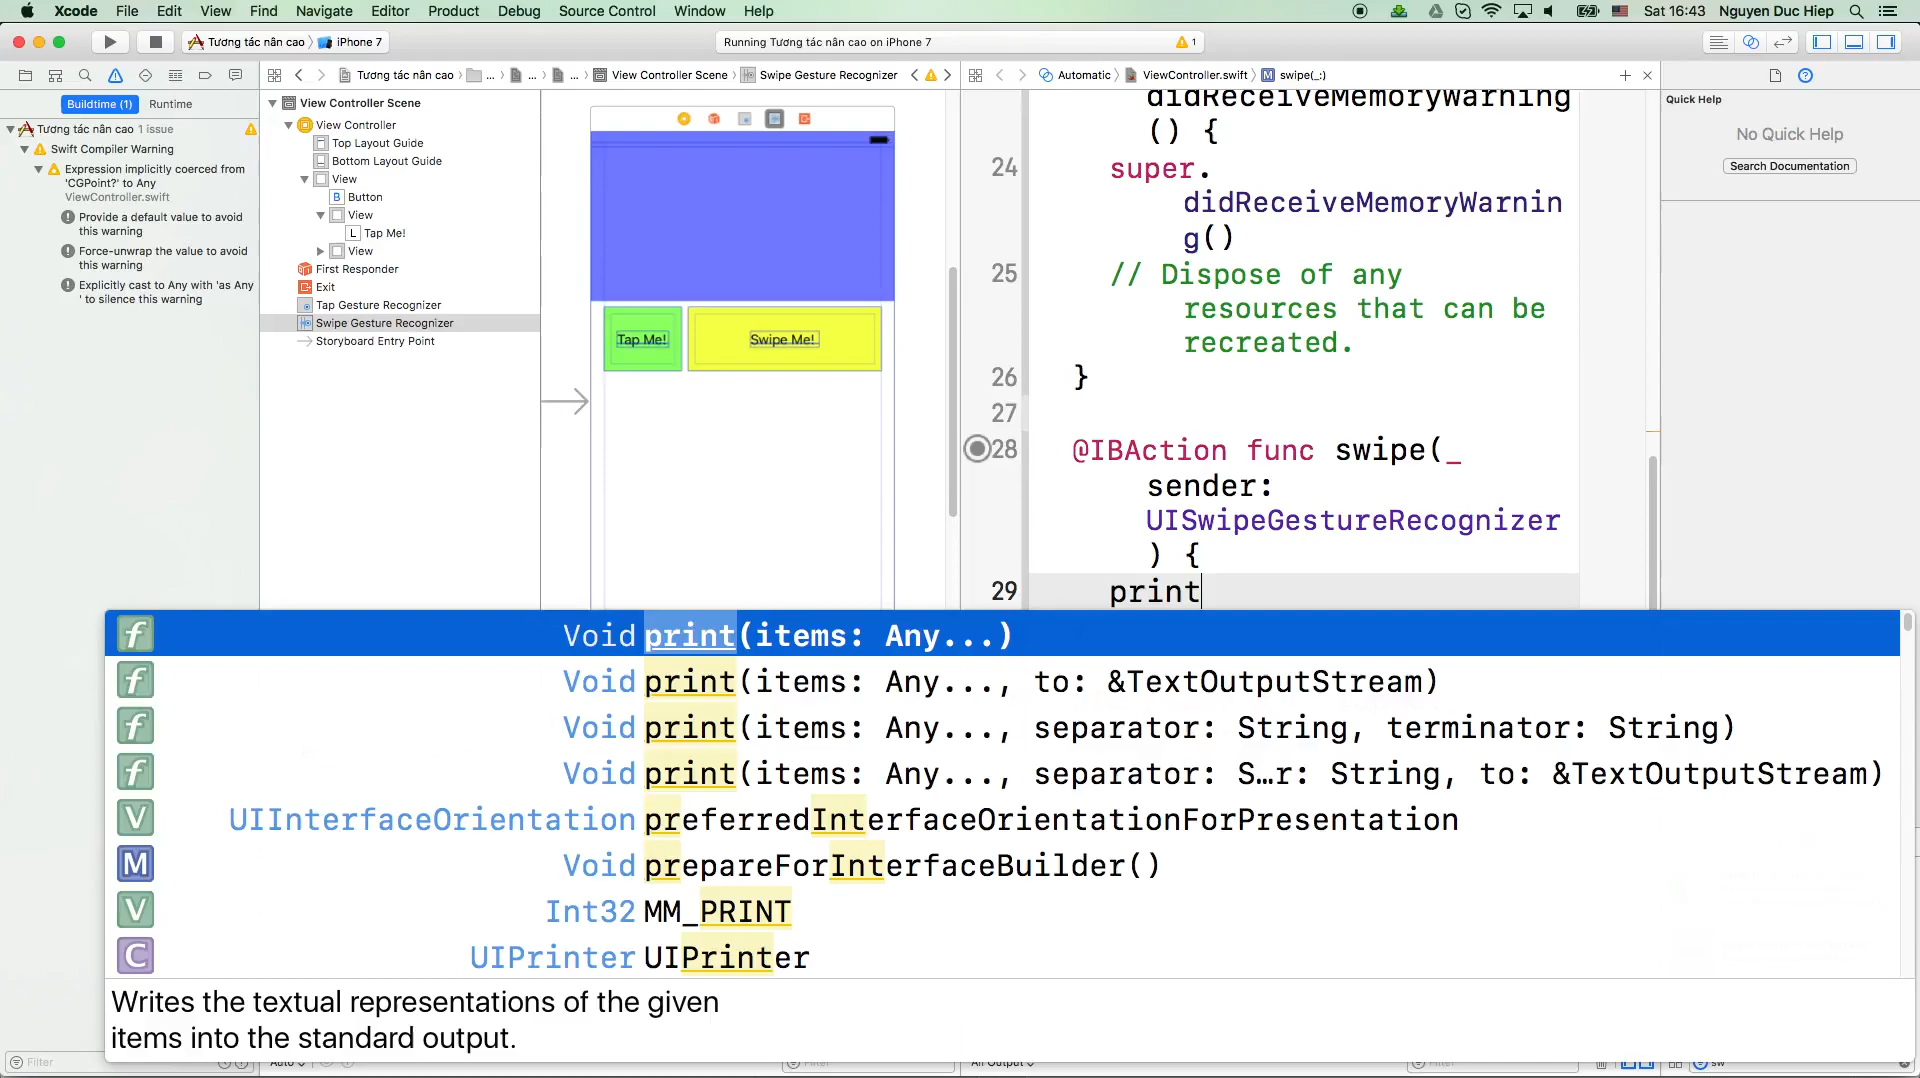 Xcode File Edit View Find Navigate Editor Product Debug Source Control Window Help Sat 16:43 Nguyen Duc Hiep
Tương tác nân cao iPhone 7 Running Tương tác nân cao on iPhone 7 1
Tương tác nân cao ... ... ... View Controller Scene Swipe Gesture Recognizer
Automatic ViewController.swift M swipe(_:)
Buildtime (1) Runtime
Tương tác nân cao 1 issue
Swift Compiler Warning
Expression implicitly coerced from
'CGPoint?' to Any
ViewController.swift
Provide a default value to avoid
this warning
Force-unwrap the value to avoid
this warning
Explicitly cast to Any with 'as Any
' to silence this warning
View Controller Scene
View Controller
Top Layout Guide
Bottom Layout Guide
View
B Button
View
L Tap Me!
View
First Responder
Exit
Tap Gesture Recognizer
Swipe Gesture Recognizer
Storyboard Entry Point
Tap Me!
Swipe Me!
didReceiveMemoryWarning
() {
24 super.
didReceiveMemoryWarnin
g()
25 // Dispose of any
resources that can be
recreated.
26 }
27
28 @IBAction func swipe(_
sender:
UISwipeGestureRecognizer
) {
29 print
Quick Help
No Quick Help
Search Documentation
f Void print(items: Any...)
f Void print(items: Any..., to: &TextOutputStream)
f Void print(items: Any..., separator: String, terminator: String)
f Void print(items: Any..., separator: S…r: String, to: &TextOutputStream)
V UIInterfaceOrientation preferredInterfaceOrientationForPresentation
M Void prepareForInterfaceBuilder()
V Int32 MM_PRINT
C UIPrinter UIPrinter
Writes the textual representations of the given
items into the standard output.
Filter Auto Filter All Output Filter sw